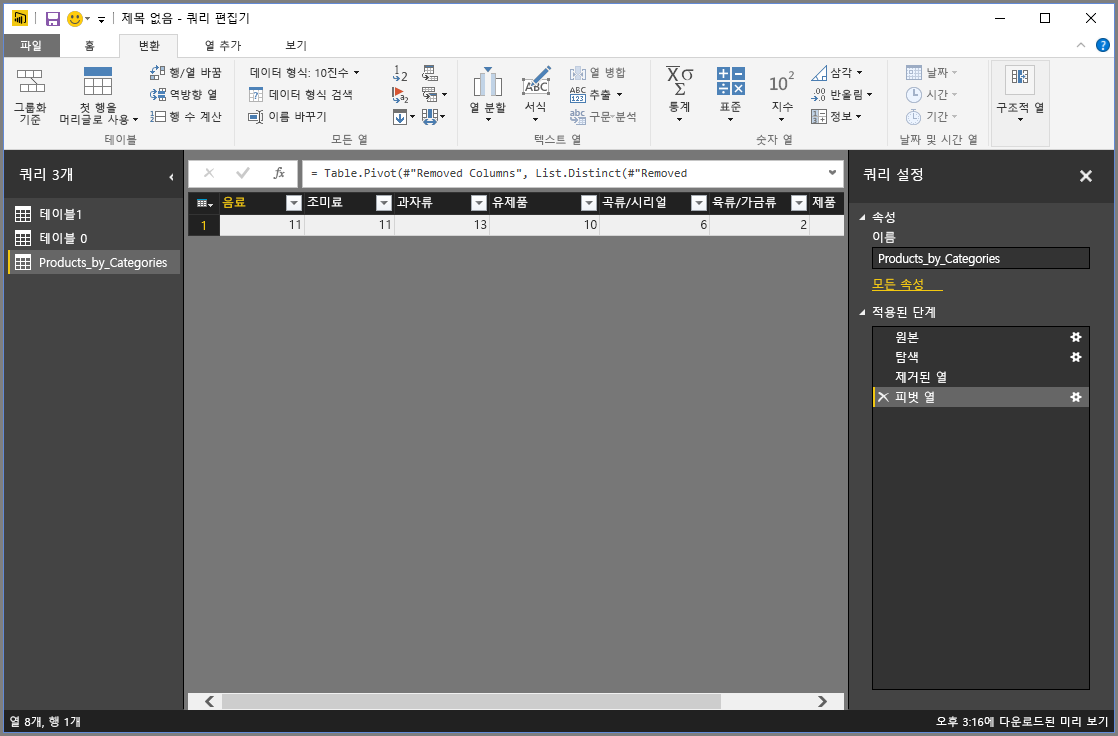 제목 없음 - 쿼리 편집기
파일 홈 변환 열 추가 보기
그룹화 기준
첫 행을 머리글로 사용
행/열 바꿈
역방향 열
행 수 계산
테이블
데이터 형식: 10진수
데이터 형식 검색
이름 바꾸기
모든 열
열 분할
서식
열 병합
추출
구문 분석
텍스트 열
통계
표준
지수
삼각
반올림
정보
숫자 열
날짜
시간
기간
날짜 및 시간 열
구조적 열
쿼리 3개
테이블1
테이블 0
Products_by_Categories
fx
= Table.Pivot(#"Removed Columns", List.Distinct(#"Removed
음료 조미료 과자류 유제품 곡류/시리얼 육류/가금류 제품
1 11 11 13 10 6 2
쿼리 설정
속성
이름
Products_by_Categories
모든 속성
적용된 단계
원본
탐색
제거된 열
피벗 열
열 8개, 행 1개
오후 3:16에 다운로드된 미리 보기